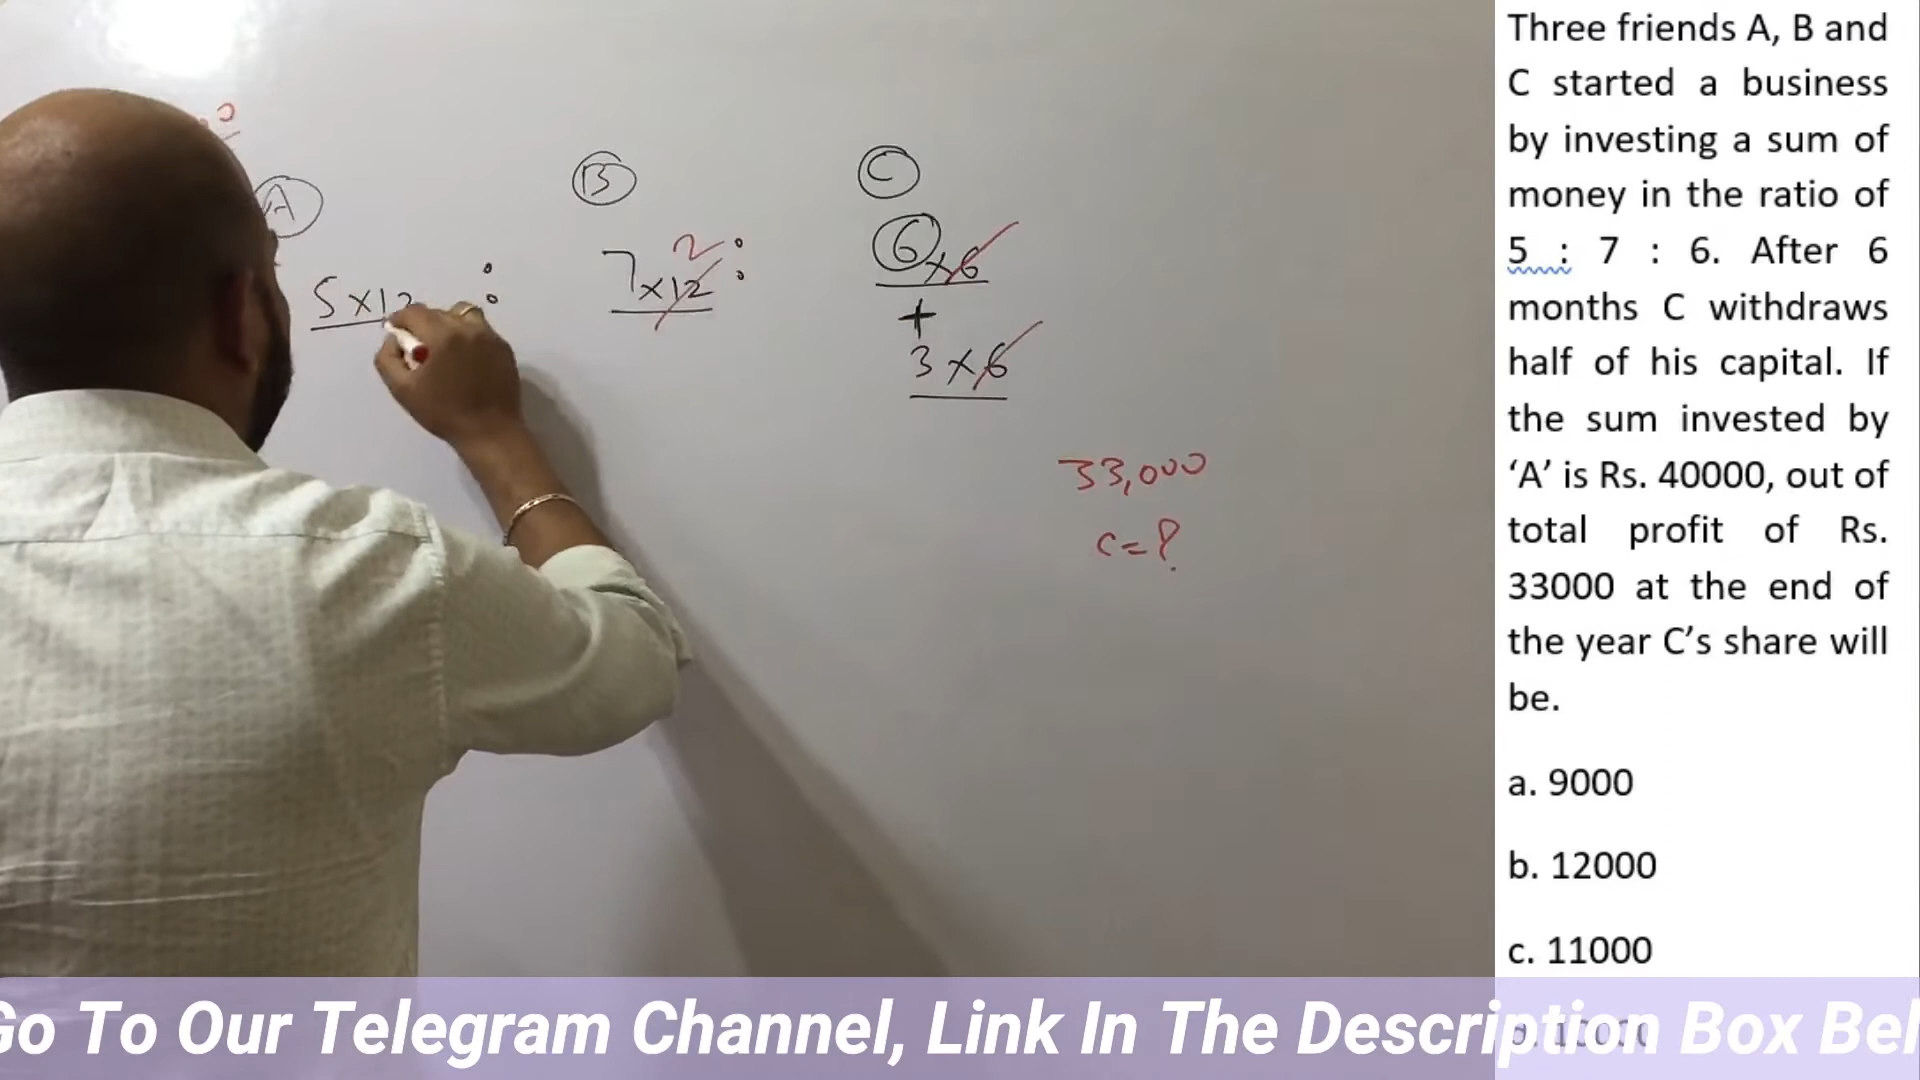 A
B
C
5 x 12 :
7 x 12 2 :
6 x 6
+
3 x 6
33,000
C = ?
Three friends A, B and
C started a business
by investing a sum of
money in the ratio of
5 : 7 : 6. After 6
months C withdraws
half of his capital. If
the sum invested by
‘A’ is Rs. 40000, out of
total profit of Rs.
33000 at the end of
the year C’s share will
be.
a. 9000
b. 12000
c. 11000
Go To Our Telegram Channel, Link In The Description Box Bel